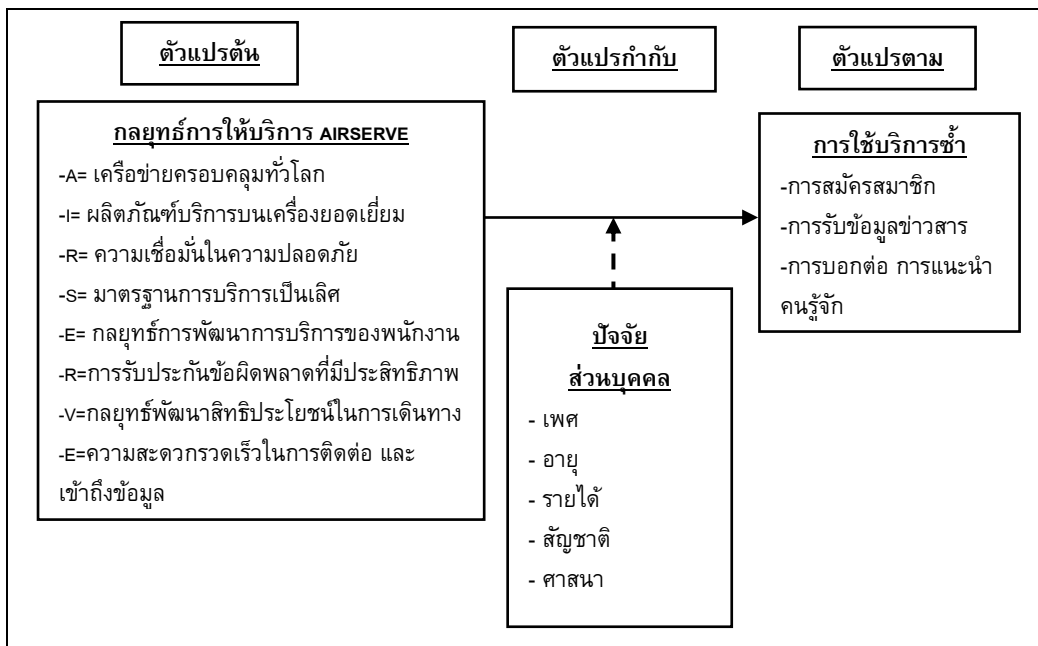 ตัวแปรต้น
ตัวแปรกำกับ
ตัวแปรตาม
กลยุทธ์การให้บริการ AIRSERVE
-A= เครือข่ายครอบคลุมทั่วโลก
-I= ผลิตภัณฑ์บริการบนเครื่องยอดเยี่ยม
-R= ความเชื่อมั่นในความปลอดภัย
-S= มาตรฐานการบริการเป็นเลิศ
-E= กลยุทธ์การพัฒนาการบริการของพนักงาน
-R=การรับประกันข้อผิดพลาดที่มีประสิทธิภาพ
-V=กลยุทธ์พัฒนาสิทธิประโยชน์ในการเดินทาง
-E=ความสะดวกรวดเร็วในการติดต่อ และ
เข้าถึงข้อมูล
ปัจจัย
ส่วนบุคคล
- เพศ
- อายุ
- รายได้
- สัญชาติ
- ศาสนา
การใช้บริการซ้ำ
-การสมัครสมาชิก
-การรับข้อมูลข่าวสาร
-การบอกต่อ การแนะนำ
คนรู้จัก